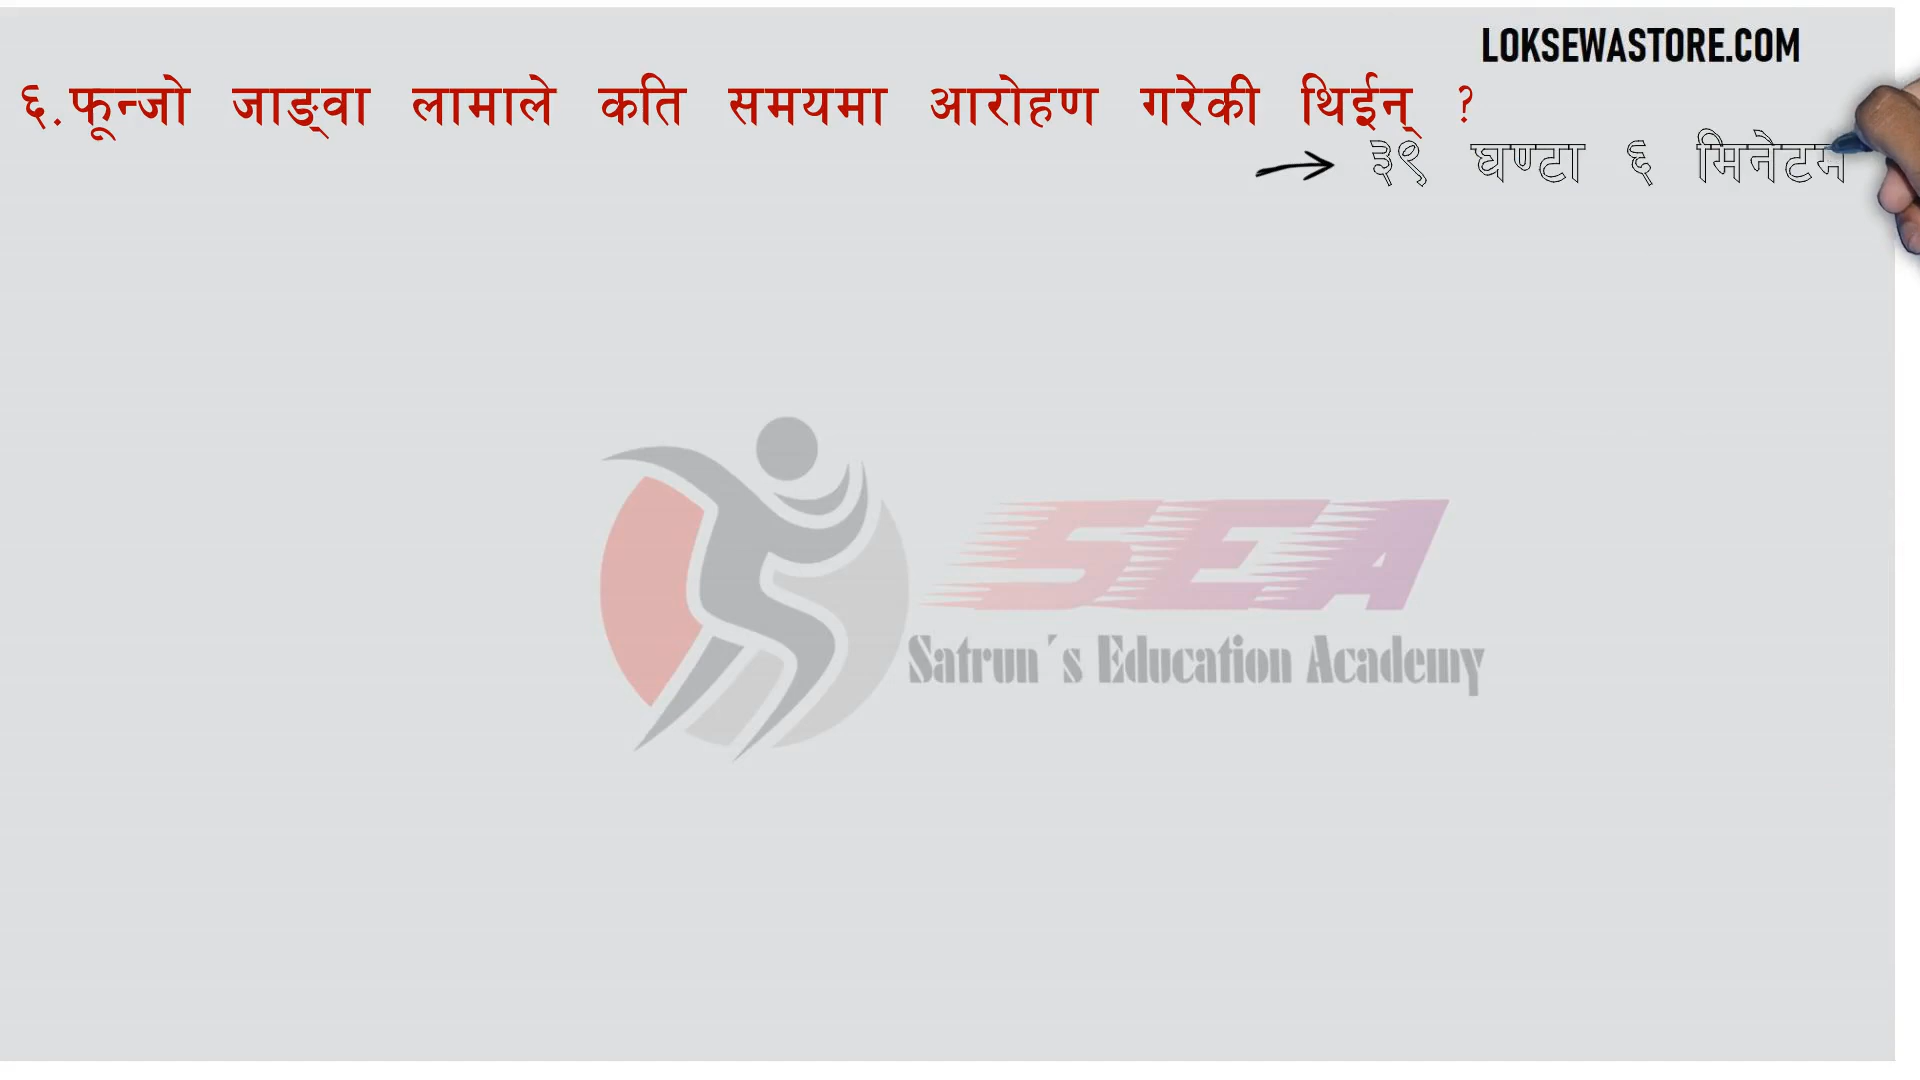 LOKSEWASTORE.COM
६.फून्जो जाङ्वा लामाले कति समयमा आरोहण गरेकी थिईन् ?
३९ घण्टा ६ मिनेटम
SEA
Satrun´s Education Academy